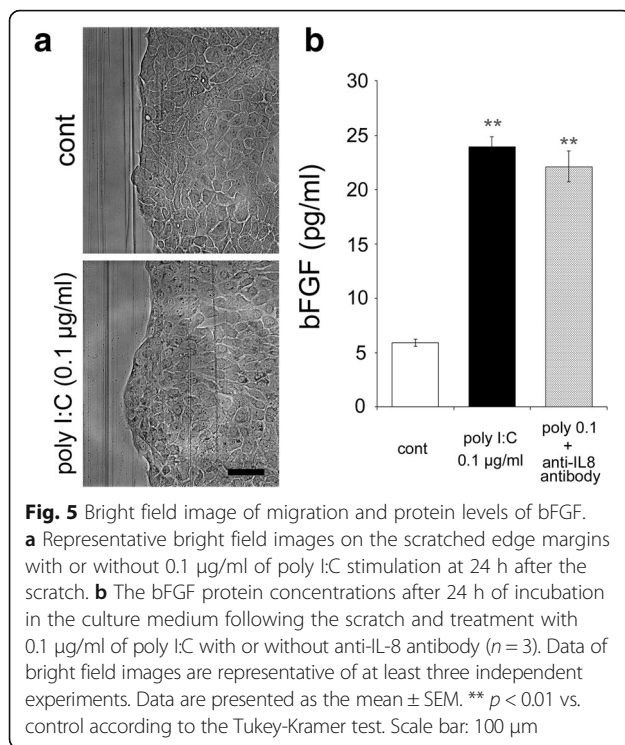 a
cont
poly I:C (0.1 µg/ml)
b
bFGF (pg/ml)
30
25
20
15
10
5
0
**
**
cont
poly I:C
0.1 µg/ml
poly 0.1
+
anti-IL8
antibody
Fig. 5 Bright field image of migration and protein levels of bFGF.
a Representative bright field images on the scratched edge margins
with or without 0.1 µg/ml of poly I:C stimulation at 24 h after the
scratch. b The bFGF protein concentrations after 24 h of incubation
in the culture medium following the scratch and treatment with
0.1 µg/ml of poly I:C with or without anti-IL-8 antibody (n = 3). Data of
bright field images are representative of at least three independent
experiments. Data are presented as the mean ± SEM. ** p < 0.01 vs.
control according to the Tukey-Kramer test. Scale bar: 100 µm